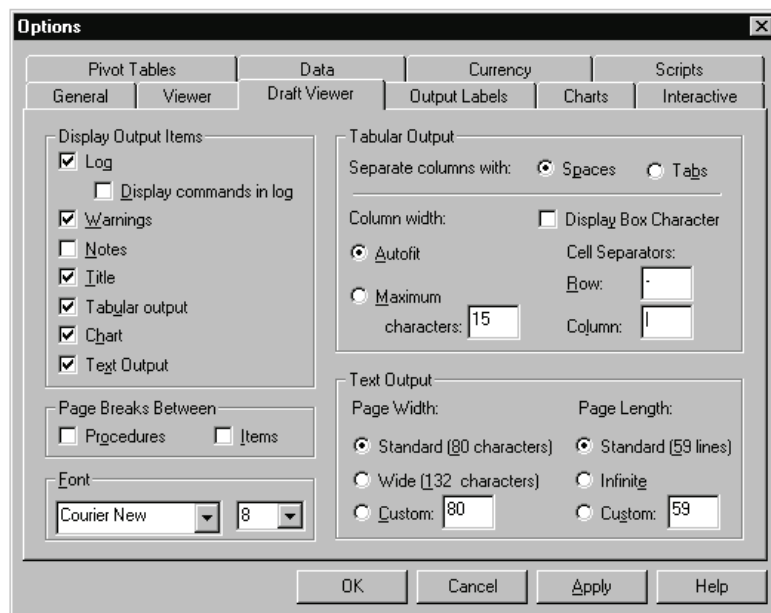 Options
Pivot Tables Data Currency Scripts
General Viewer Draft Viewer Output Labels Charts Interactive
Display Output Items
Log
Display commands in log
Warnings
Notes
Title
Tabular output
Chart
Text Output
Page Breaks Between
Procedures Items
Font
Courier New 8
Tabular Output
Separate columns with: Spaces Tabs
Column width: Display Box Character
Autofit Cell Separators:
Row: -
Maximum
characters: 15 Column: |
Text Output
Page Width: Page Length:
Standard (80 characters) Standard (59 lines)
Wide (132 characters) Infinite
Custom: 80 Custom: 59
OK Cancel Apply Help